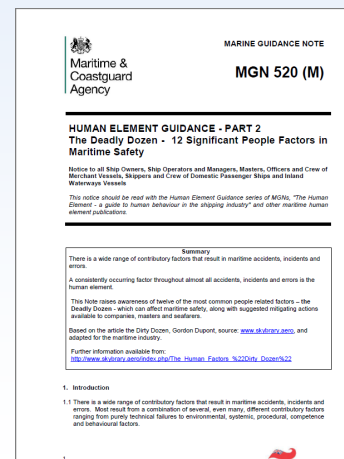 MARINE GUIDANCE NOTE
Maritime &
Coastguard
Agency
MGN 520 (M)
HUMAN ELEMENT GUIDANCE - PART 2
The Deadly Dozen - 12 Significant People Factors in
Maritime Safety
Notice to all Ship Owners, Ship Operators and Managers, Masters, Officers and Crew of
Merchant Vessels, Skippers and Crew of Domestic Passenger Ships and Inland
Waterways Vessels
This notice should be read with the Human Element Guidance series of MGNs, "The Human
Element - a guide to human behaviour in the shipping industry" and other maritime human
element publications.
Summary
There is a wide range of contributory factors that result in maritime accidents, incidents and
errors.
A consistently occurring factor throughout almost all accidents, incidents and errors is the
human element.
This Note raises awareness of twelve of the most common people related factors – the
Deadly Dozen - which can affect maritime safety, along with suggested mitigating actions
available to companies, masters and seafarers.
Based on the article the Dirty Dozen, Gordon Dupont, source: www.skybrary.aero, and
adapted for the maritime industry.
Further information available from:
http://www.skybrary.aero/index.php/The_Human_Factors_%22Dirty_Dozen%22
1. Introduction
1.1 There is a wide range of contributory factors that result in maritime accidents, incidents and
errors. Most result from a combination of several, even many, different contributory factors
ranging from purely technical failures to environmental, systemic, procedural, competence
and behavioural factors.